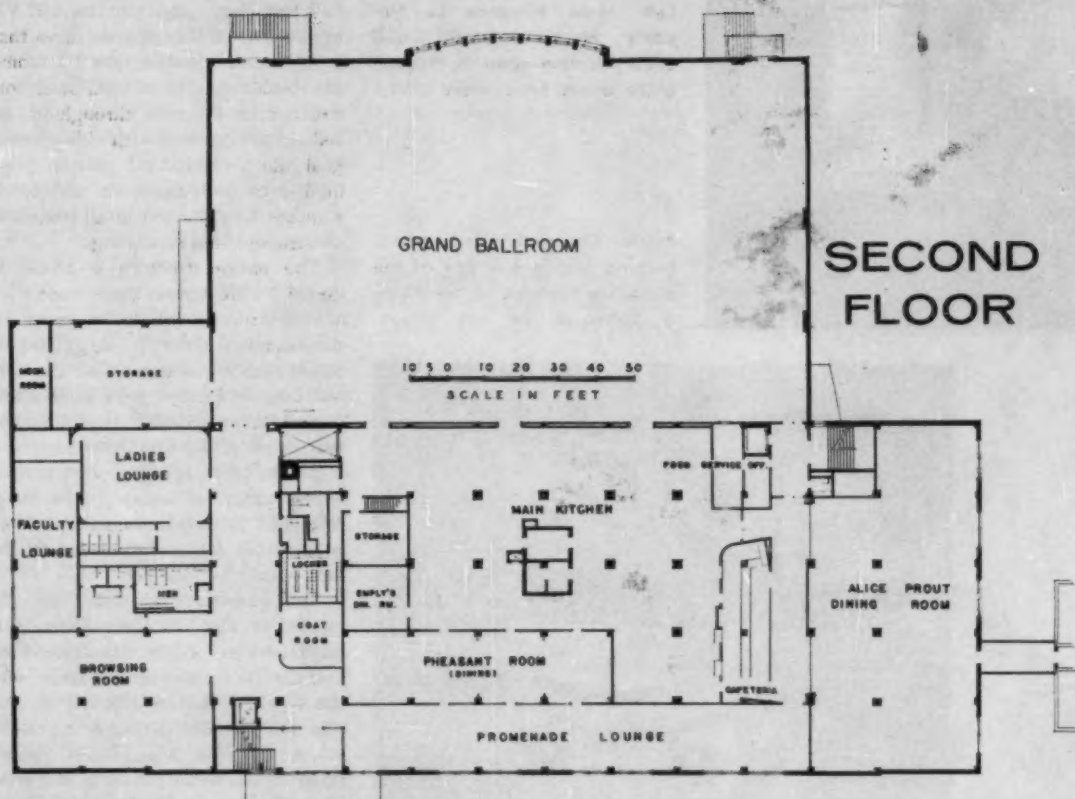 GRAND BALLROOM
SECOND
FLOOR
10 5 0 10 20 30 40 50
SCALE IN FEET
ROOM
STORAGE
LADIES
LOUNGE
FOOD SERVICE OFF.
MAIN KITCHEN
FACULTY
LOUNGE
STORAGE
LOCKER
MEN
EMPLY'S
DIN. RM.
ALICE PROUT
DINING ROOM
COAT
ROOM
BROWSING
ROOM
PHEASANT ROOM
(DINING)
CAFETERIA
PROMENADE LOUNGE